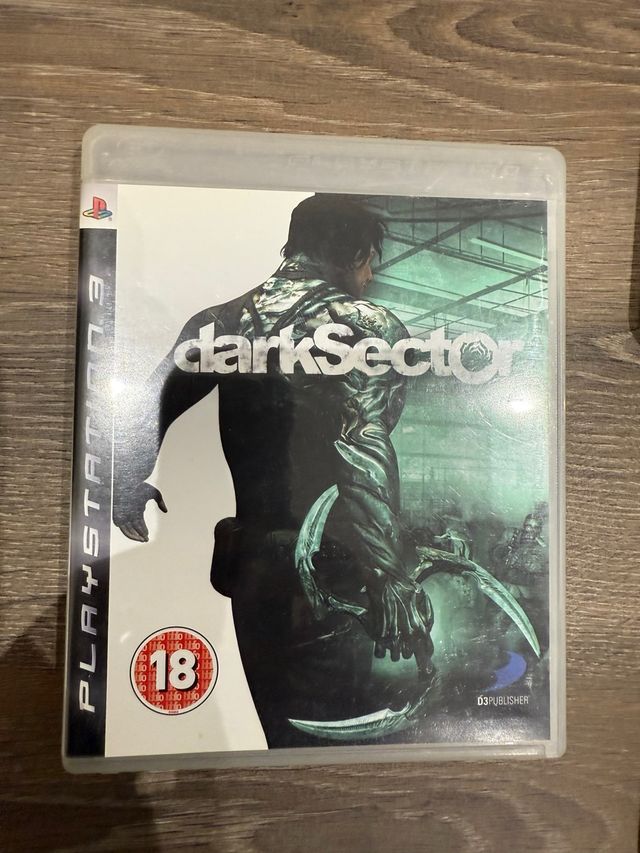 PLAYSTATION 3
darkSector
18
D3PUBLISHER